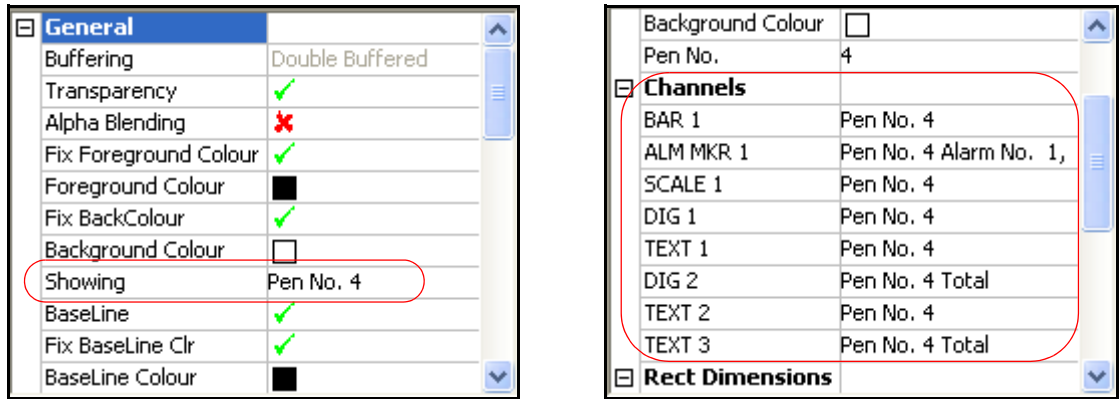 General
Buffering Double Buffered
Transparency
Alpha Blending
Fix Foreground Colour
Foreground Colour
Fix BackColour
Background Colour
Showing Pen No. 4
BaseLine
Fix BaseLine Clr
BaseLine Colour
Background Colour
Pen No. 4
Channels
BAR 1 Pen No. 4
ALM MKR 1 Pen No. 4 Alarm No. 1,
SCALE 1 Pen No. 4
DIG 1 Pen No. 4
TEXT 1 Pen No. 4
DIG 2 Pen No. 4 Total
TEXT 2 Pen No. 4
TEXT 3 Pen No. 4 Total
Rect Dimensions